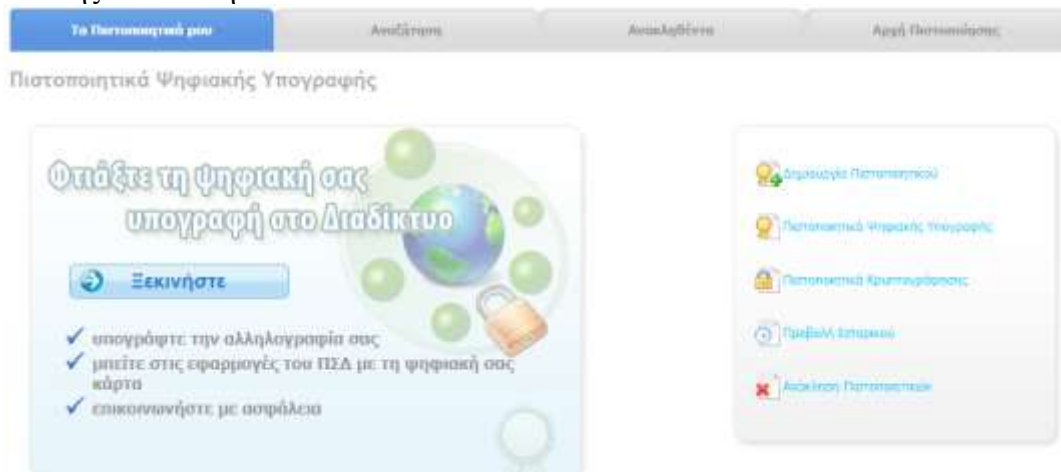 Τα Πιστοποιητικά μου
Αναζήτηση
Ανακληθέντα
Αρχή Πιστοποίησης
Πιστοποιητικά Ψηφιακής Υπογραφής
Φτιάξτε τη ψηφιακή σας
υπογραφή στο Διαδίκτυο
Ξεκινήστε
υπογράψτε την αλληλογραφία σας
μπείτε στις εφαρμογές του ΠΣΔ με τη ψηφιακή σας
κάρτα
επικοινωνήστε με ασφάλεια
Δημιουργία Πιστοποιητικού
Πιστοποιητικά Ψηφιακής Υπογραφής
Πιστοποιητικά Κρυπτογράφησης
Προβολή Ιστορικού
Ανάκληση Πιστοποιητικών